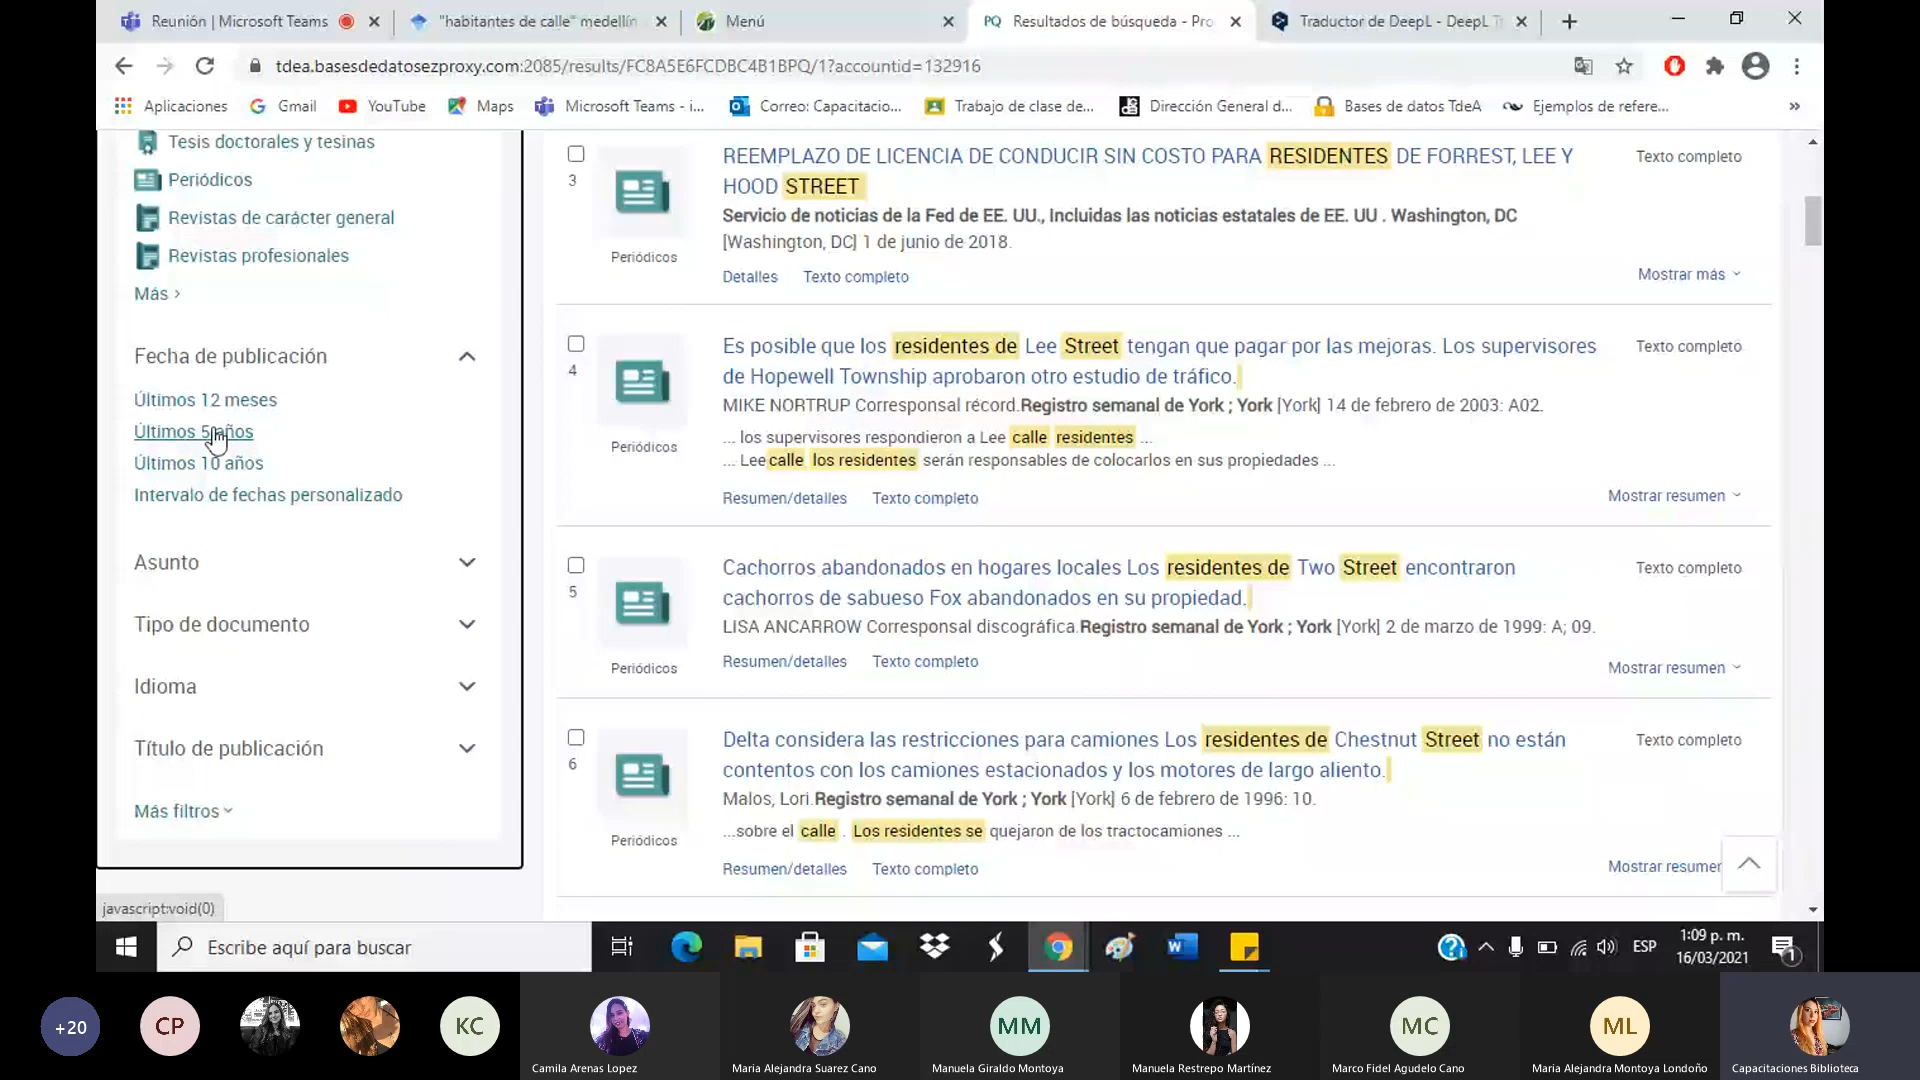 Reunión | Microsoft Teams
"habitantes de calle" medellín
Menú
Resultados de búsqueda - Pro
Traductor de DeepL - DeepL T
tdea.basesdedatosezproxy.com:2085/results/FC8A5E6FCDBC4B1BPQ/1?accountid=132916
Aplicaciones
Gmail
YouTube
Maps
Microsoft Teams - i...
Correo: Capacitacio...
Trabajo de clase de...
Dirección General d...
Bases de datos TdeA
Ejemplos de refere...
»
Tesis doctorales y tesinas
Periódicos
Revistas de carácter general
Revistas profesionales
Más ›
Fecha de publicación
Últimos 12 meses
Últimos 5 años
Últimos 10 años
Intervalo de fechas personalizado
Asunto
Tipo de documento
Idioma
Título de publicación
Más filtros
javascript:void(0)
3
Periódicos
REEMPLAZO DE LICENCIA DE CONDUCIR SIN COSTO PARA RESIDENTES DE FORREST, LEE Y
HOOD STREET
Servicio de noticias de la Fed de EE. UU., Incluidas las noticias estatales de EE. UU . Washington, DC
[Washington, DC] 1 de junio de 2018.
Detalles Texto completo
Texto completo
Mostrar más
4
Periódicos
Es posible que los residentes de Lee Street tengan que pagar por las mejoras. Los supervisores
de Hopewell Township aprobaron otro estudio de tráfico.
MIKE NORTRUP Corresponsal récord.Registro semanal de York ; York [York] 14 de febrero de 2003: A02.
... los supervisores respondieron a Lee calle residentes ...
... Lee calle los residentes serán responsables de colocarlos en sus propiedades ...
Resumen/detalles Texto completo
Texto completo
Mostrar resumen
5
Periódicos
Cachorros abandonados en hogares locales Los residentes de Two Street encontraron
cachorros de sabueso Fox abandonados en su propiedad.
LISA ANCARROW Corresponsal discográfica.Registro semanal de York ; York [York] 2 de marzo de 1999: A; 09.
Resumen/detalles Texto completo
Texto completo
Mostrar resumen
6
Periódicos
Delta considera las restricciones para camiones Los residentes de Chestnut Street no están
contentos con los camiones estacionados y los motores de largo aliento.
Malos, Lori.Registro semanal de York ; York [York] 6 de febrero de 1996: 10.
...sobre el calle . Los residentes se quejaron de los tractocamiones ...
Resumen/detalles Texto completo
Texto completo
Mostrar resumen
Escribe aquí para buscar
ESP
1:09 p. m.
16/03/2021
1
+20
CP
KC
MM
MC
ML
Camila Arenas Lopez
Maria Alejandra Suarez Cano
Manuela Giraldo Montoya
Manuela Restrepo Martínez
Marco Fidel Agudelo Cano
Maria Alejandra Montoya Londoño
Capacitaciones Biblioteca